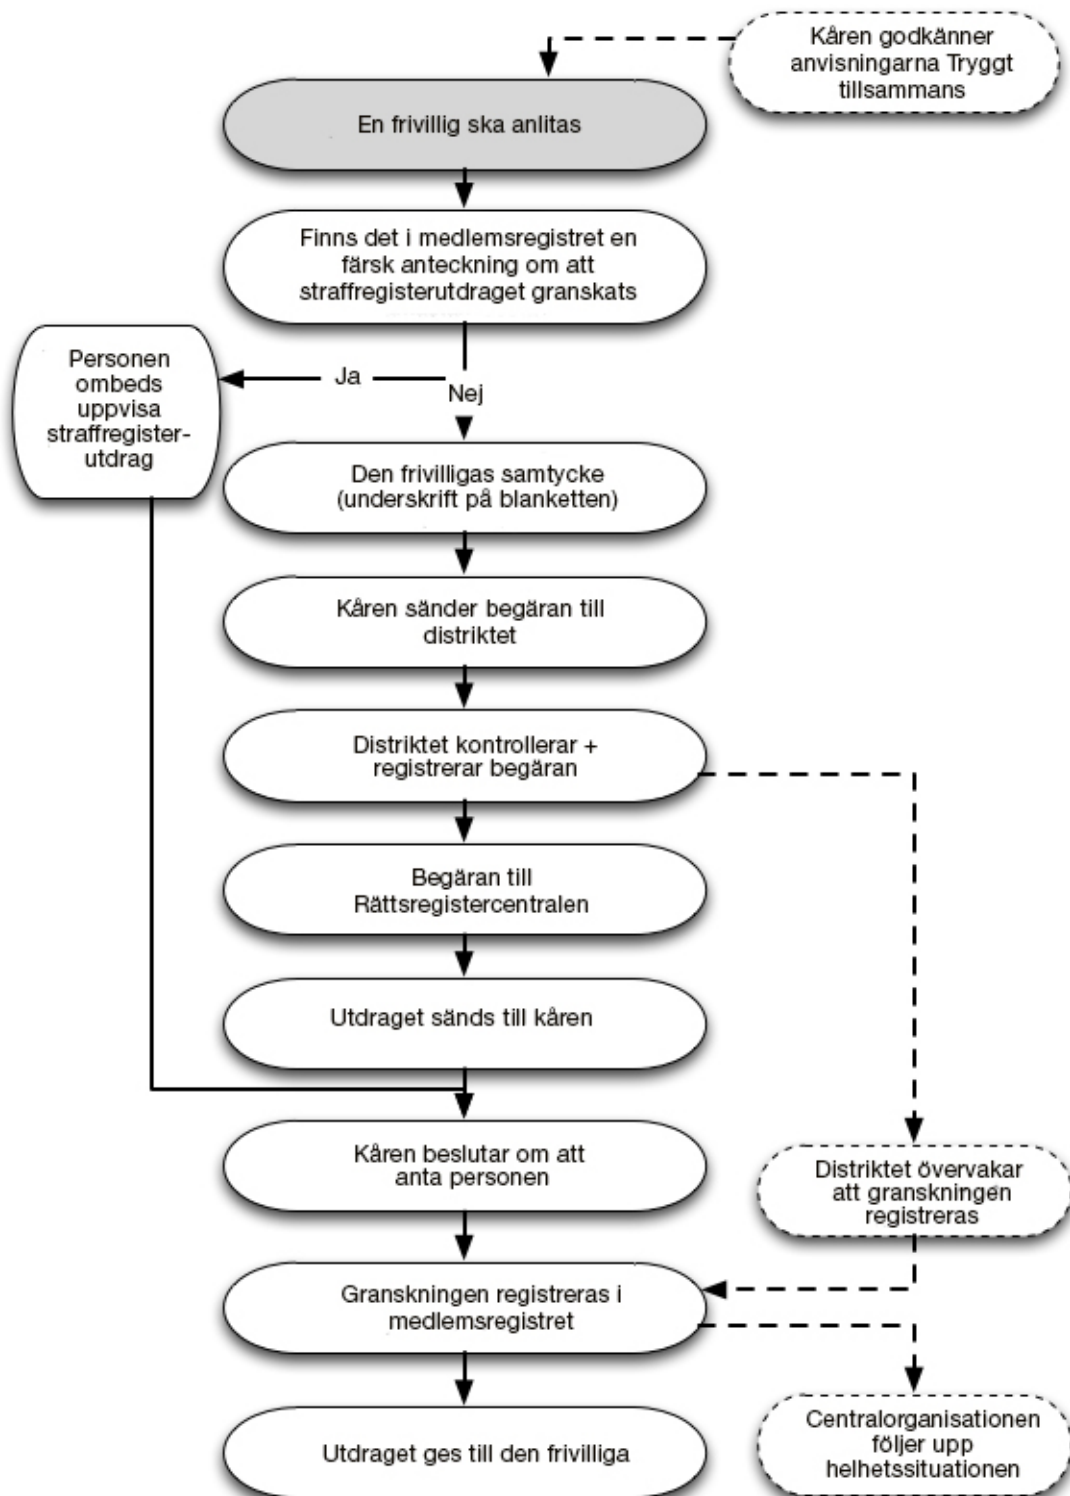 Kåren godkänner
anvisningarna Tryggt
tillsammans
En frivillig ska anlitas
Finns det i medlemsregistret en
färsk anteckning om att
straffregisterutdraget granskats
Ja
Nej
Personen
ombeds
uppvisa
straffregister-
utdrag
Den frivilligas samtycke
(underskrift på blanketten)
Kåren sänder begäran till
distriktet
Distriktet kontrollerar +
registrerar begäran
Begäran till
Rättsregistercentralen
Utdraget sänds till kåren
Kåren beslutar om att
anta personen
Distriktet övervakar
att granskningen
registreras
Granskningen registreras i
medlemsregistret
Centralorganisationen
följer upp
helhetssituationen
Utdraget ges till den frivilliga